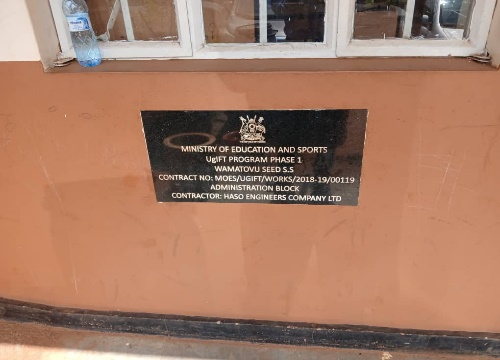 MINISTRY OF EDUCATION AND SPORTS
UgIFT PROGRAM PHASE 1
WAMATOVU SEED S.S
CONTRACT NO: MOES/UGIFT/WORKS/2018-19/00119
ADMINISTRATION BLOCK
CONTRACTOR: HASO ENGINEERS COMPANY LTD